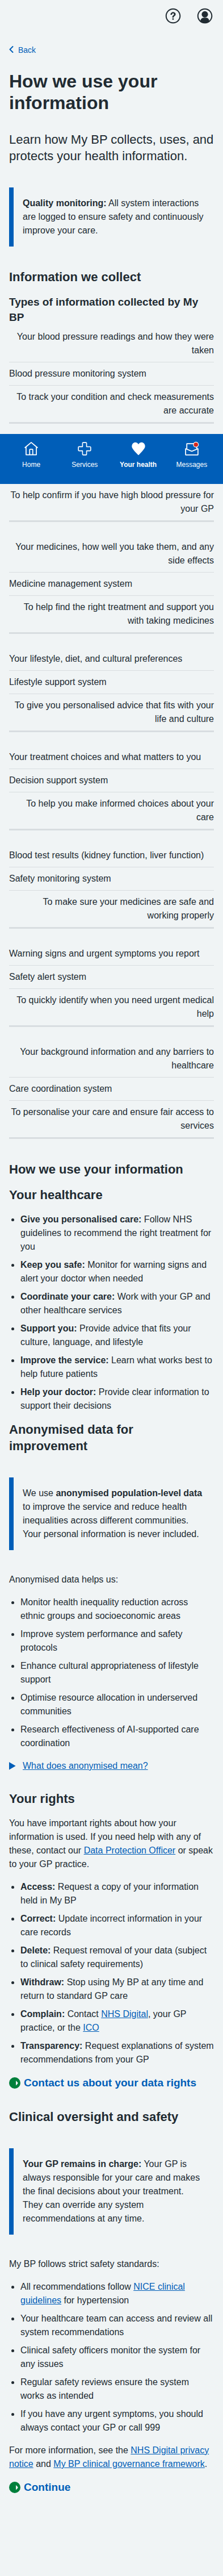 Back
How we use your
information
Learn how My BP collects, uses, and
protects your health information.
Quality monitoring: All system interactions
are logged to ensure safety and continuously
improve your care.
Information we collect
Types of information collected by My
BP
Your blood pressure readings and how they were
taken
Blood pressure monitoring system
To track your condition and check measurements
are accurate
Home
Services
Your health
Messages
To help confirm if you have high blood pressure for
your GP
Your medicines, how well you take them, and any
side effects
Medicine management system
To help find the right treatment and support you
with taking medicines
Your lifestyle, diet, and cultural preferences
Lifestyle support system
To give you personalised advice that fits with your
life and culture
Your treatment choices and what matters to you
Decision support system
To help you make informed choices about your
care
Blood test results (kidney function, liver function)
Safety monitoring system
To make sure your medicines are safe and
working properly
Warning signs and urgent symptoms you report
Safety alert system
To quickly identify when you need urgent medical
help
Your background information and any barriers to
healthcare
Care coordination system
To personalise your care and ensure fair access to
services
How we use your information
Your healthcare
• Give you personalised care: Follow NHS
guidelines to recommend the right treatment for
you
• Keep you safe: Monitor for warning signs and
alert your doctor when needed
• Coordinate your care: Work with your GP and
other healthcare services
• Support you: Provide advice that fits your
culture, language, and lifestyle
• Improve the service: Learn what works best to
help future patients
• Help your doctor: Provide clear information to
support their decisions
Anonymised data for
improvement
We use anonymised population-level data
to improve the service and reduce health
inequalities across different communities.
Your personal information is never included.
Anonymised data helps us:
• Monitor health inequality reduction across
ethnic groups and socioeconomic areas
• Improve system performance and safety
protocols
• Enhance cultural appropriateness of lifestyle
support
• Optimise resource allocation in underserved
communities
• Research effectiveness of AI-supported care
coordination
What does anonymised mean?
Your rights
You have important rights about how your
information is used. If you need help with any of
these, contact our Data Protection Officer or speak
to your GP practice.
• Access: Request a copy of your information
held in My BP
• Correct: Update incorrect information in your
care records
• Delete: Request removal of your data (subject
to clinical safety requirements)
• Withdraw: Stop using My BP at any time and
return to standard GP care
• Complain: Contact NHS Digital, your GP
practice, or the ICO
• Transparency: Request explanations of system
recommendations from your GP
Contact us about your data rights
Clinical oversight and safety
Your GP remains in charge: Your GP is
always responsible for your care and makes
the final decisions about your treatment.
They can override any system
recommendations at any time.
My BP follows strict safety standards:
• All recommendations follow NICE clinical
guidelines for hypertension
• Your healthcare team can access and review all
system recommendations
• Clinical safety officers monitor the system for
any issues
• Regular safety reviews ensure the system
works as intended
• If you have any urgent symptoms, you should
always contact your GP or call 999
For more information, see the NHS Digital privacy
notice and My BP clinical governance framework.
Continue